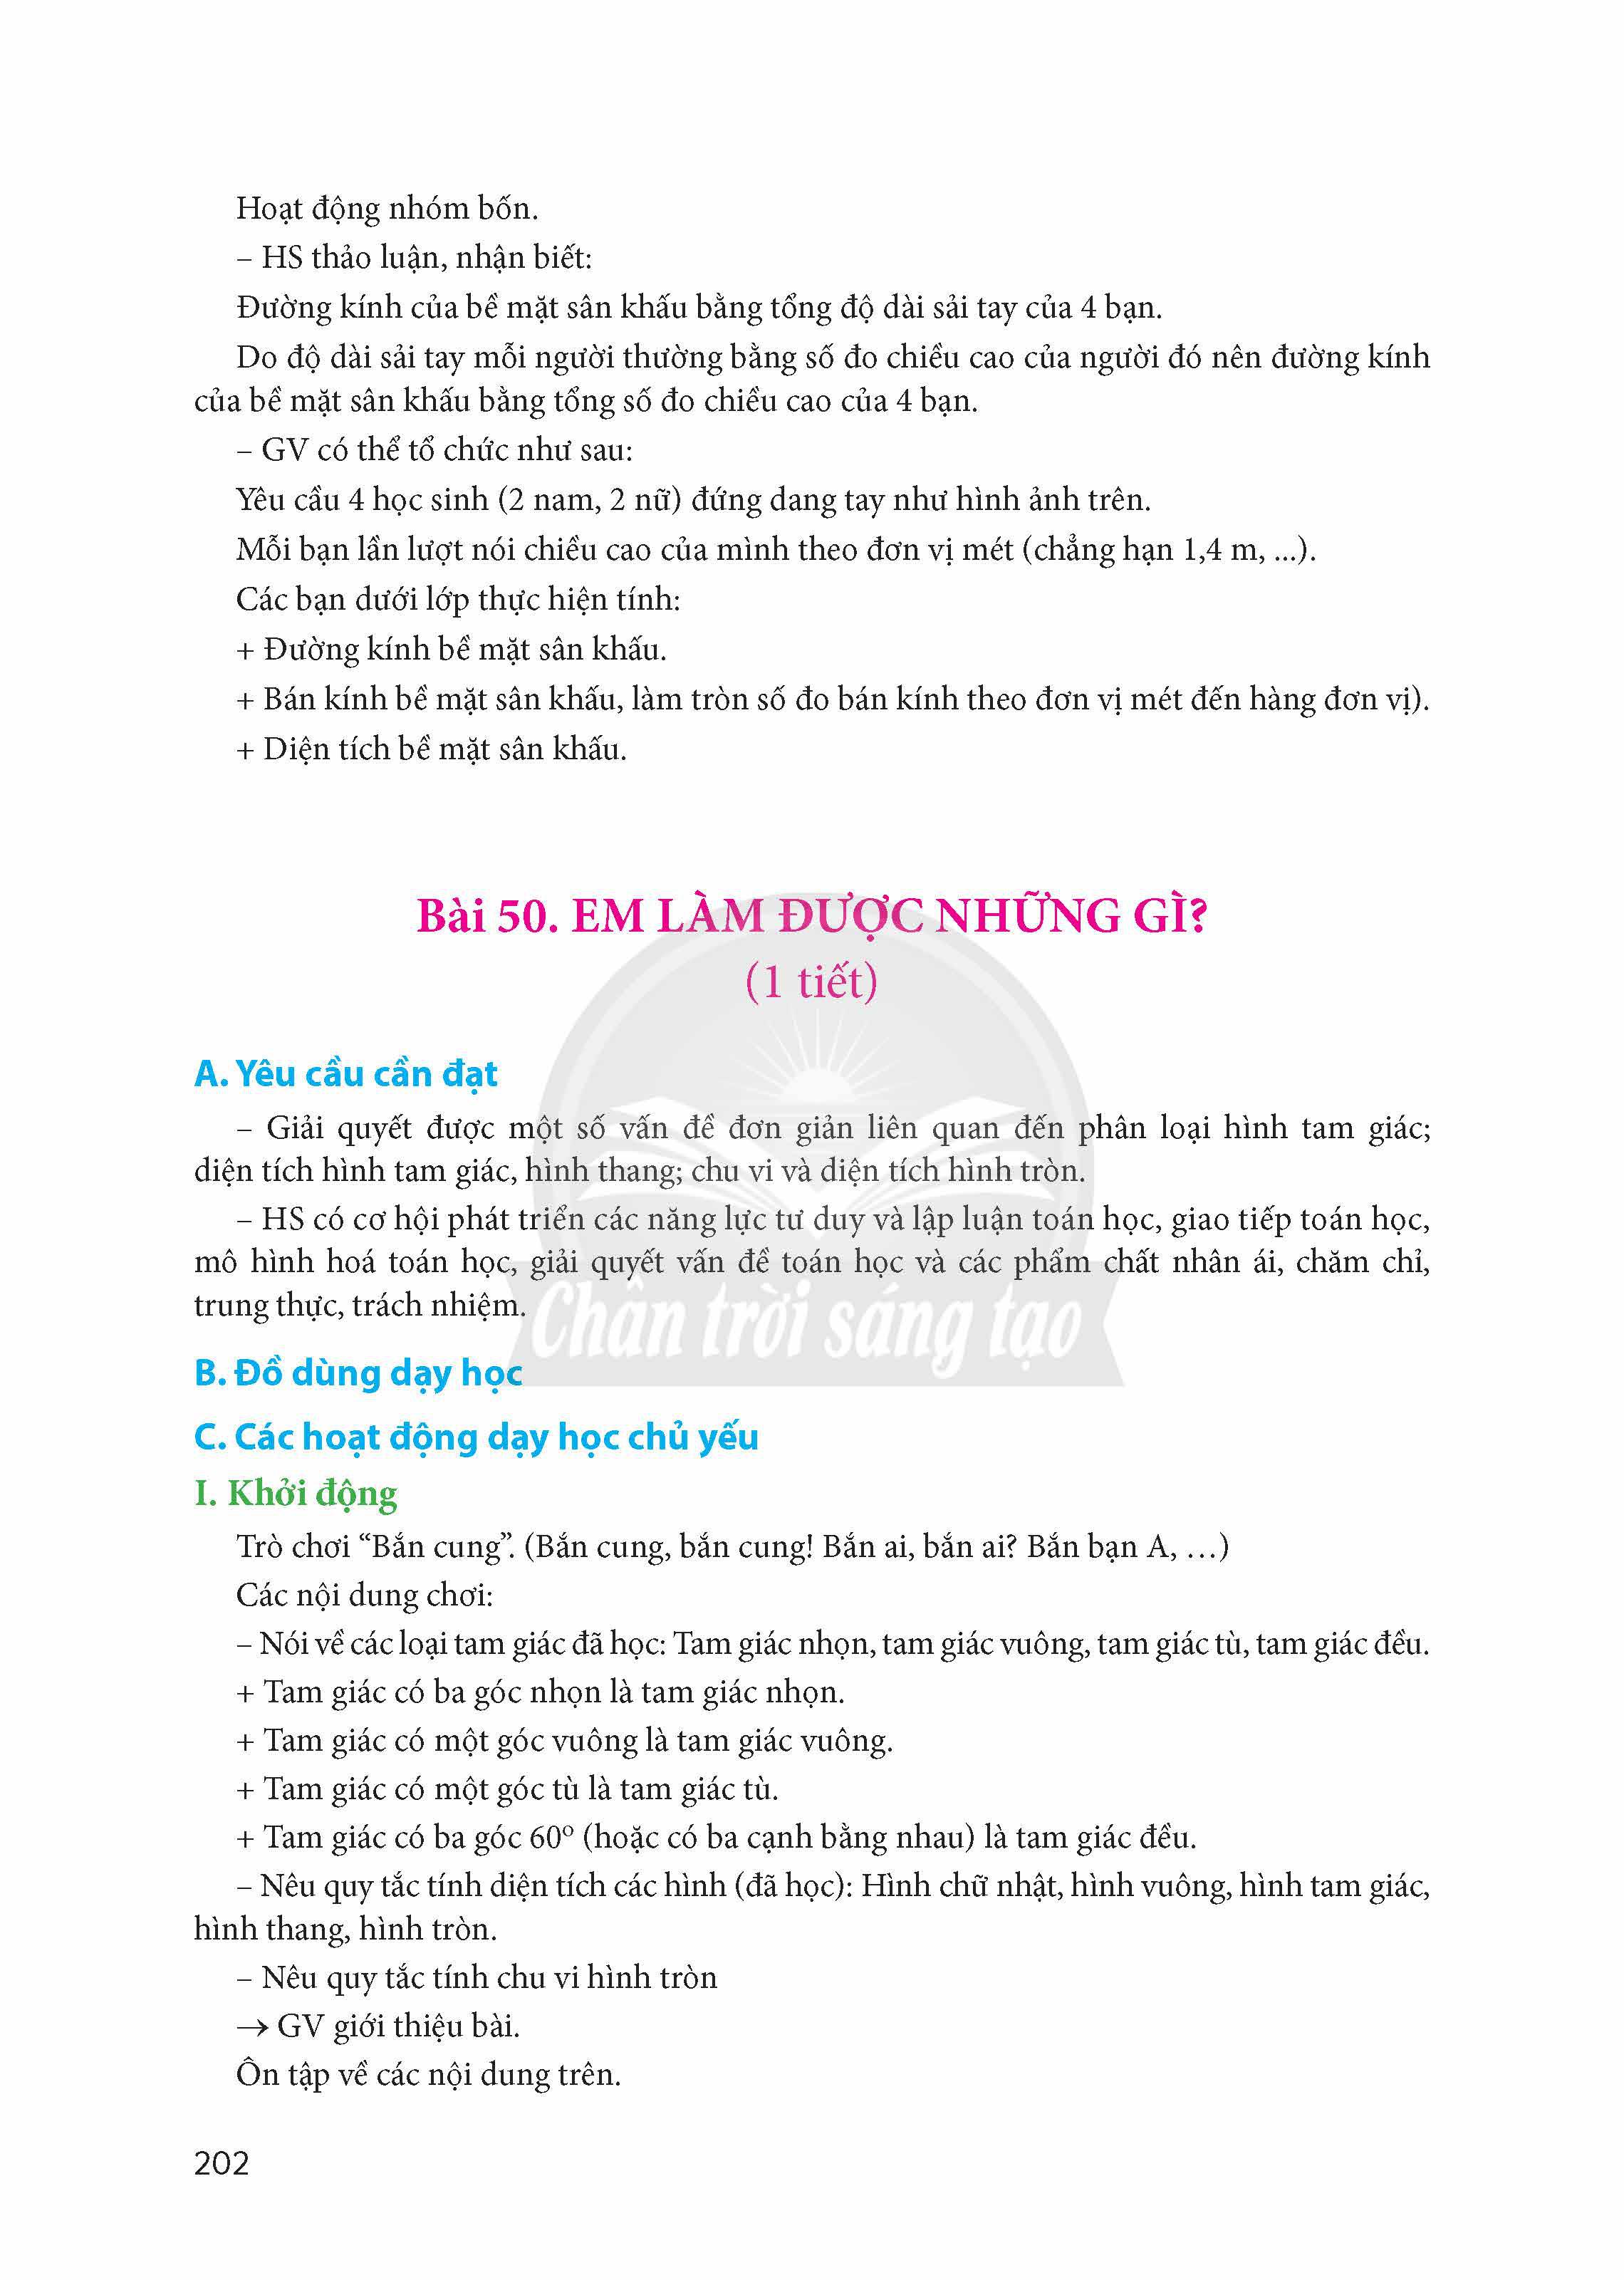 Hoạt động nhóm bốn.
– HS thảo luận, nhận biết:
Đường kính của bề mặt sân khấu bằng tổng độ dài sải tay của 4 bạn.
Do độ dài sải tay mỗi người thường bằng số đo chiều cao của người đó nên đường kính
của bề mặt sân khấu bằng tổng số đo chiều cao của 4 bạn.
– GV có thể tổ chức như sau:
Yêu cầu 4 học sinh (2 nam, 2 nữ) đứng dang tay như hình ảnh trên.
Mỗi bạn lần lượt nói chiều cao của mình theo đơn vị mét (chẳng hạn 1,4 m, ...).
Các bạn dưới lớp thực hiện tính:
+ Đường kính bề mặt sân khấu.
+ Bán kính bề mặt sân khấu, làm tròn số đo bán kính theo đơn vị mét đến hàng đơn vị).
+ Diện tích bề mặt sân khấu.
Bài 50. EM LÀM ĐƯỢC NHỮNG GÌ?
(1 tiết)
A. Yêu cầu cần đạt
– Giải quyết được một số vấn đề đơn giản liên quan đến phân loại hình tam giác;
diện tích hình tam giác, hình thang; chu vi và diện tích hình tròn.
– HS có cơ hội phát triển các năng lực tư duy và lập luận toán học, giao tiếp toán học,
mô hình hoá toán học, giải quyết vấn đề toán học và các phẩm chất nhân ái, chăm chỉ,
trung thực, trách nhiệm.
Chân trời sáng tạo
B. Đồ dùng dạy học
C. Các hoạt động dạy học chủ yếu
I. Khởi động
Trò chơi “Bắn cung”. (Bắn cung, bắn cung! Bắn ai, bắn ai? Bắn bạn A, …)
Các nội dung chơi:
– Nói về các loại tam giác đã học: Tam giác nhọn, tam giác vuông, tam giác tù, tam giác đều.
+ Tam giác có ba góc nhọn là tam giác nhọn.
+ Tam giác có một góc vuông là tam giác vuông.
+ Tam giác có một góc tù là tam giác tù.
+ Tam giác có ba góc 60° (hoặc có ba cạnh bằng nhau) là tam giác đều.
– Nêu quy tắc tính diện tích các hình (đã học): Hình chữ nhật, hình vuông, hình tam giác,
hình thang, hình tròn.
– Nêu quy tắc tính chu vi hình tròn
→ GV giới thiệu bài.
Ôn tập về các nội dung trên.
202